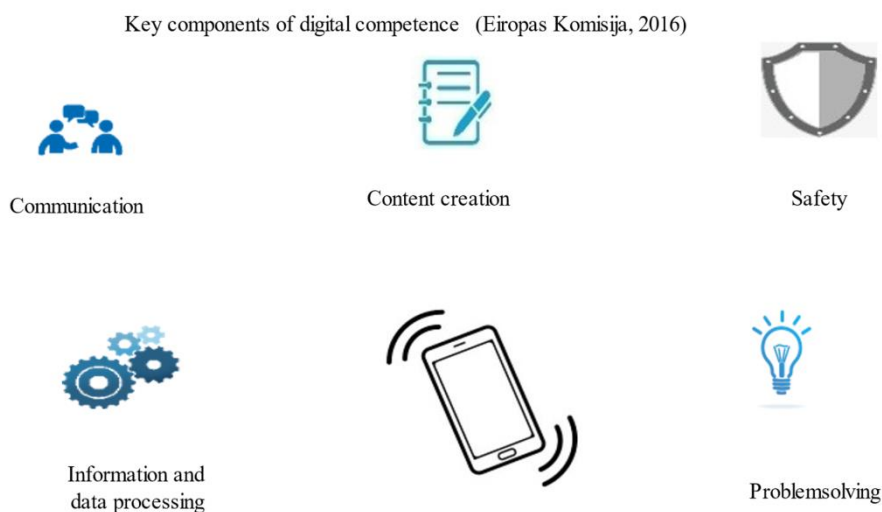 Key components of digital competence (Eiropas Komisija, 2016)
Communication
Content creation
Safety
Information and
data processing
Problemsolving